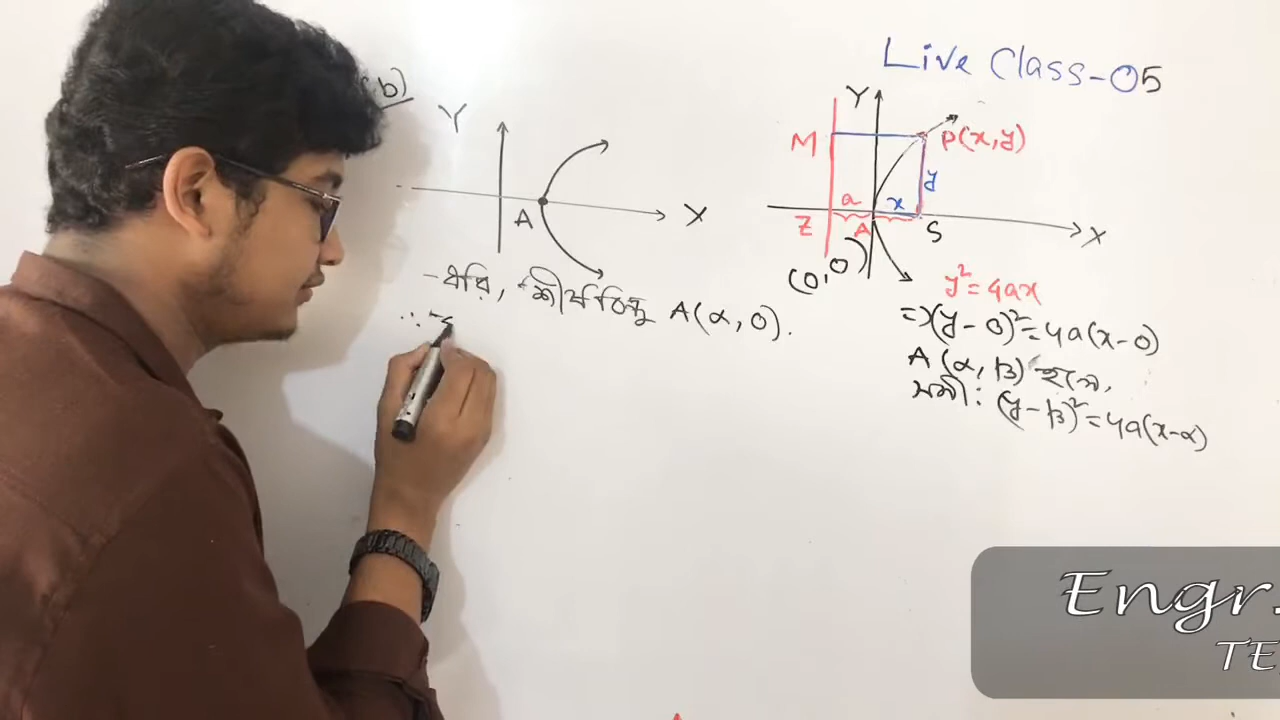 Live Class-05
b)
Y
A
X
ধরি, শীর্ষবিন্দু A(α, 0).
∴
Y
M
P(x,y)
y
a
x
Z
A
S
X
(0,0)
y² = 4ax
=>(y-0)² = 4a(x-0)
A(α, β) হলে,
সমী: (y-β)² = 4a(x-α)
Engr.
TE